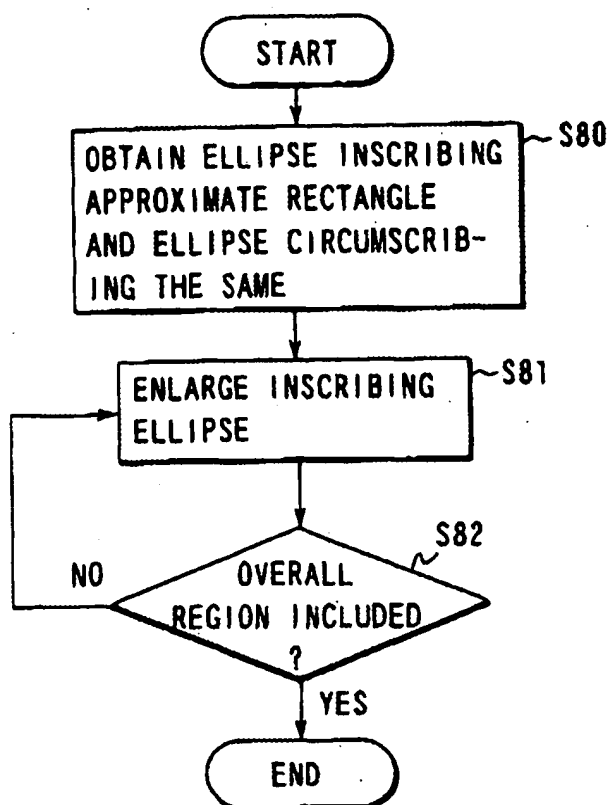 START
OBTAIN ELLIPSE INSCRIBING
APPROXIMATE RECTANGLE
AND ELLIPSE CIRCUMSCRIB-
ING THE SAME
S80
ENLARGE INSCRIBING
ELLIPSE
S81
OVERALL
REGION INCLUDED
?
S82
NO
YES
END